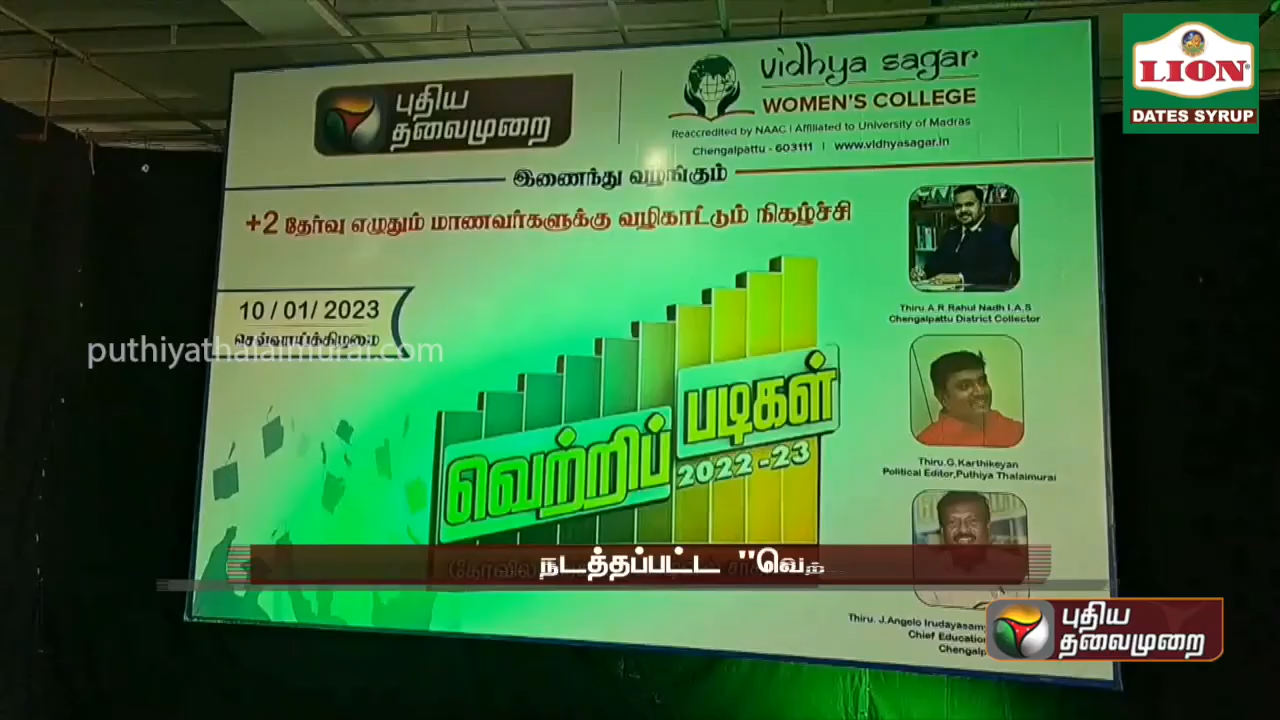 புதிய
தலைமுறை
vidhya sagar
WOMEN'S COLLEGE
Reaccredited by NAAC | Affiliated to University of Madras
Chengalpattu - 603111 | www.vidhyasagar.in
இணைந்து வழங்கும்
+2 தேர்வு எழுதும் மாணவர்களுக்கு வழிகாட்டும் நிகழ்ச்சி
10 / 01 / 2023
செவ்வாய்க்கிழமை
puthiyathalaimurai.com
வெற்றிப் படிகள்
2022-23
Thiru.A.R.Rahul Nadh I.A.S
Chengalpattu District Collector
Thiru.G.Karthikeyan
Political Editor,Puthiya Thalaimurai
Thiru. J.Angelo Irudayasamy
Chief Education
Chengalp
நடத்தப்பட்ட "வெற்
புதிய
தலைமுறை
LION
DATES SYRUP